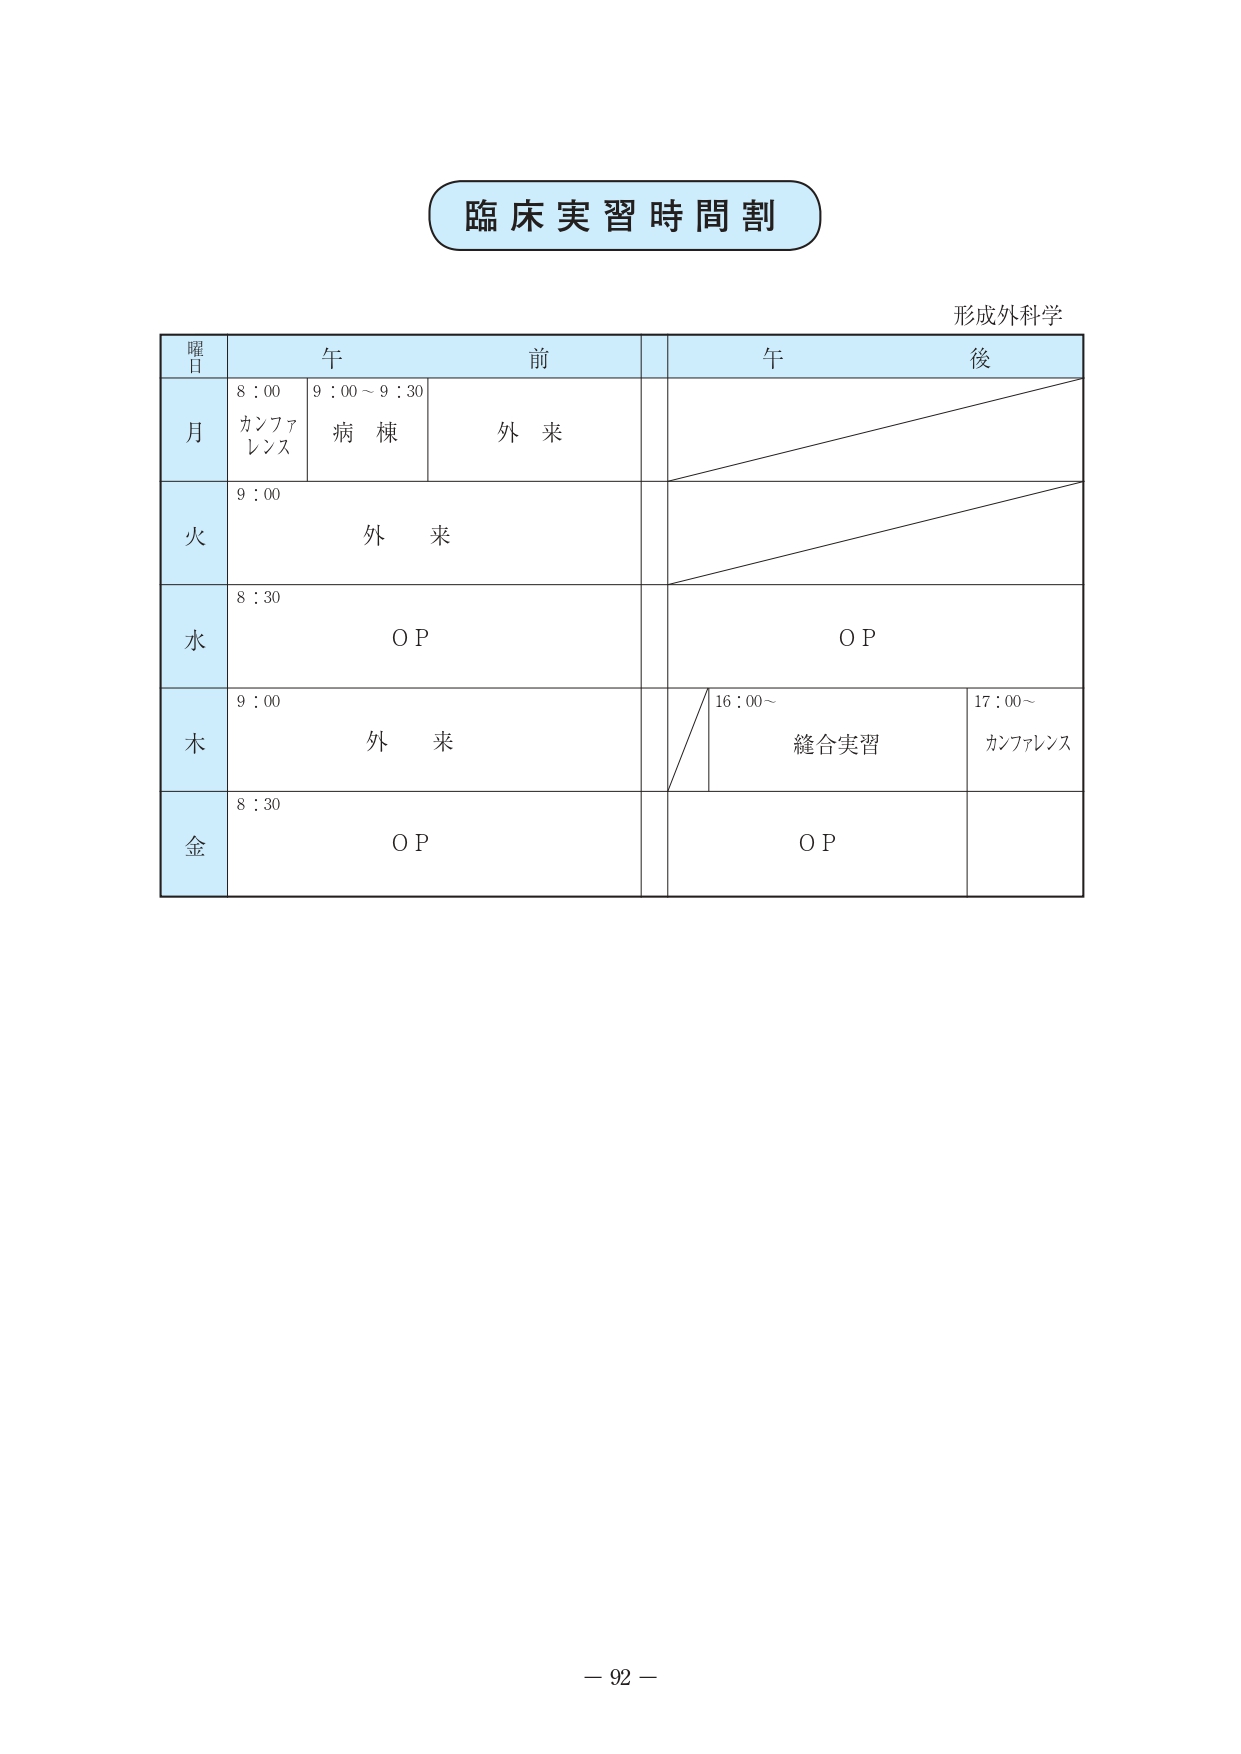 臨床実習時間割
形成外科学
曜日 午前 午後
月
8：00
カンファ
レンス
9：00～9：30
病棟
外来
火
9：00
外来
水
8：30
OP
OP
木
9：00
外来
16：00～
縫合実習
17：00～
カンファレンス
金
8：30
OP
OP
— 92 —